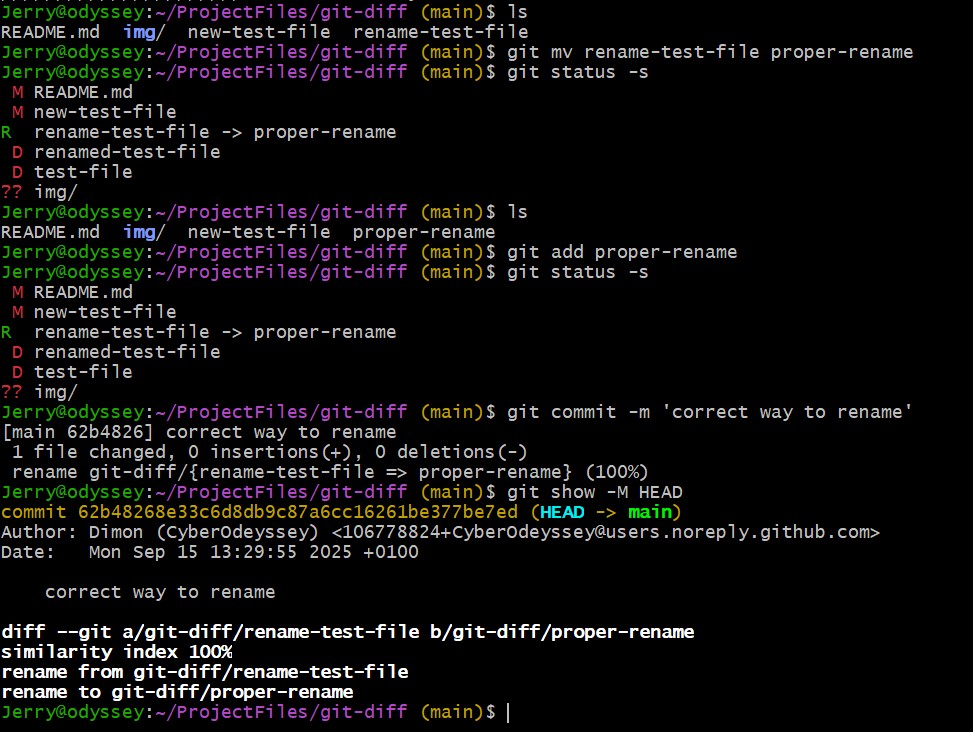 Jerry@odyssey:~/ProjectFiles/git-diff (main)$ ls
README.md  img/  new-test-file  rename-test-file
Jerry@odyssey:~/ProjectFiles/git-diff (main)$ git mv rename-test-file proper-rename
Jerry@odyssey:~/ProjectFiles/git-diff (main)$ git status -s
 M README.md
 M new-test-file
R  rename-test-file -> proper-rename
 D renamed-test-file
 D test-file
?? img/
Jerry@odyssey:~/ProjectFiles/git-diff (main)$ ls
README.md  img/  new-test-file  proper-rename
Jerry@odyssey:~/ProjectFiles/git-diff (main)$ git add proper-rename
Jerry@odyssey:~/ProjectFiles/git-diff (main)$ git status -s
 M README.md
 M new-test-file
R  rename-test-file -> proper-rename
 D renamed-test-file
 D test-file
?? img/
Jerry@odyssey:~/ProjectFiles/git-diff (main)$ git commit -m 'correct way to rename'
[main 62b4826] correct way to rename
 1 file changed, 0 insertions(+), 0 deletions(-)
 rename git-diff/{rename-test-file => proper-rename} (100%)
Jerry@odyssey:~/ProjectFiles/git-diff (main)$ git show -M HEAD
commit 62b48268e33c6d8db9c87a6cc16261be377be7ed (HEAD -> main)
Author: Dimon (CyberOdeyssey) <106778824+CyberOdeyssey@users.noreply.github.com>
Date:   Mon Sep 15 13:29:55 2025 +0100

    correct way to rename

diff --git a/git-diff/rename-test-file b/git-diff/proper-rename
similarity index 100%
rename from git-diff/rename-test-file
rename to git-diff/proper-rename
Jerry@odyssey:~/ProjectFiles/git-diff (main)$